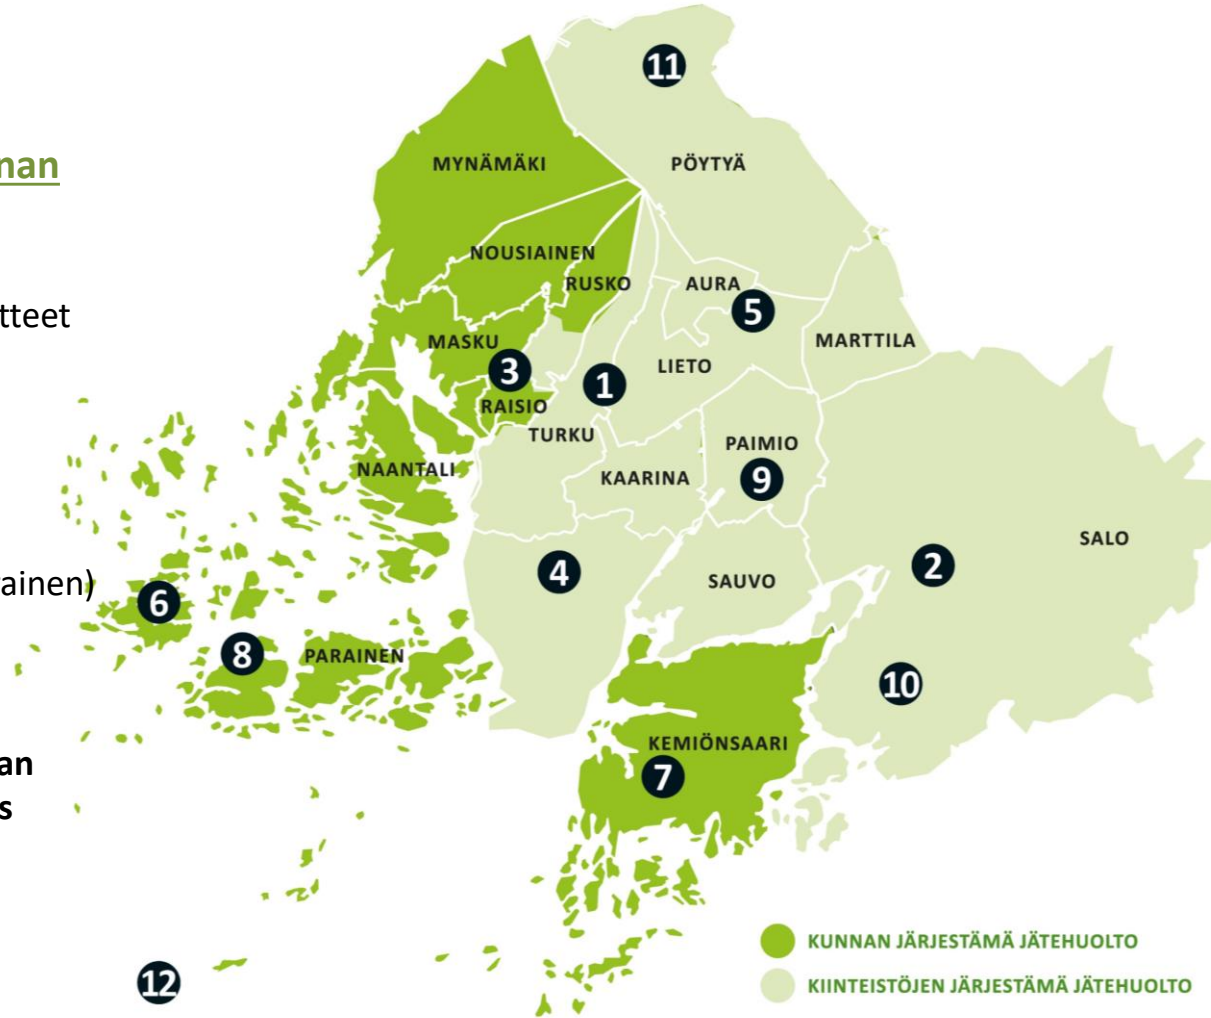 nan
tteet
rainen)
an
s
11
MYNÄMÄKI
PÖYTYÄ
NOUSIAINEN
RUSKO
AURA
5
MASKU
MARTTILA
3
1
LIETO
RAISIO
TURKU
PAIMIO
NAANTALI
KAARINA
9
SALO
4
2
SAUVO
6
8
PARAINEN
10
KEMIÖNSAARI
7
12
KUNNAN JÄRJESTÄMÄ JÄTEHUOLTO
KIINTEISTÖJEN JÄRJESTÄMÄ JÄTEHUOLTO